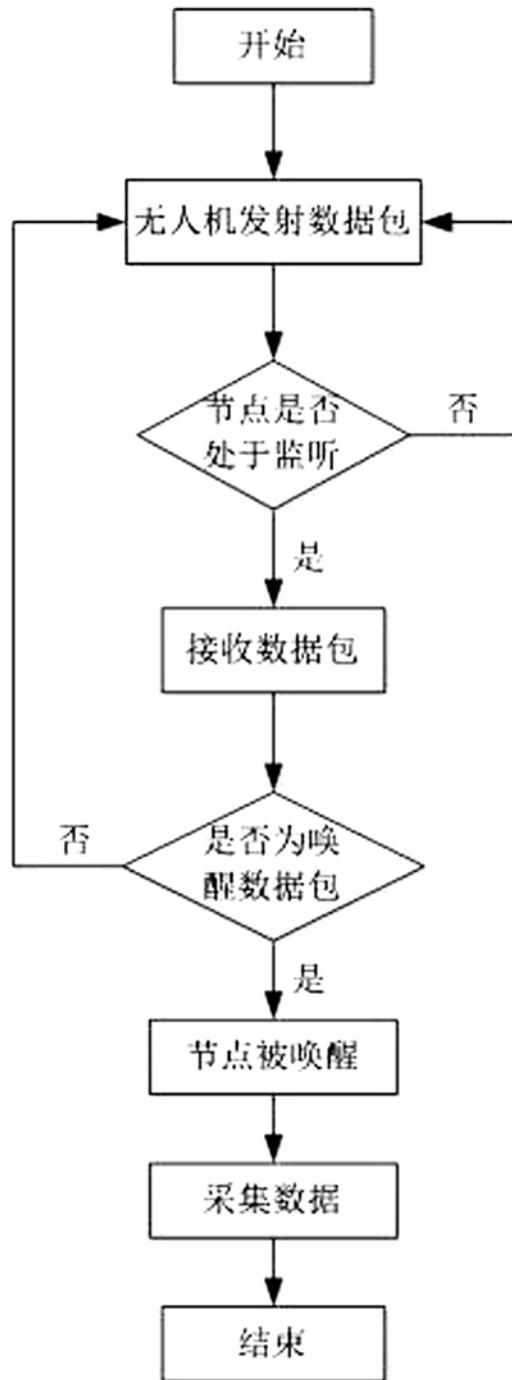 开始
无人机发射数据包
节点是否
处于监听
否
是
接收数据包
否
是否为唤
醒数据包
是
节点被唤醒
采集数据
结束